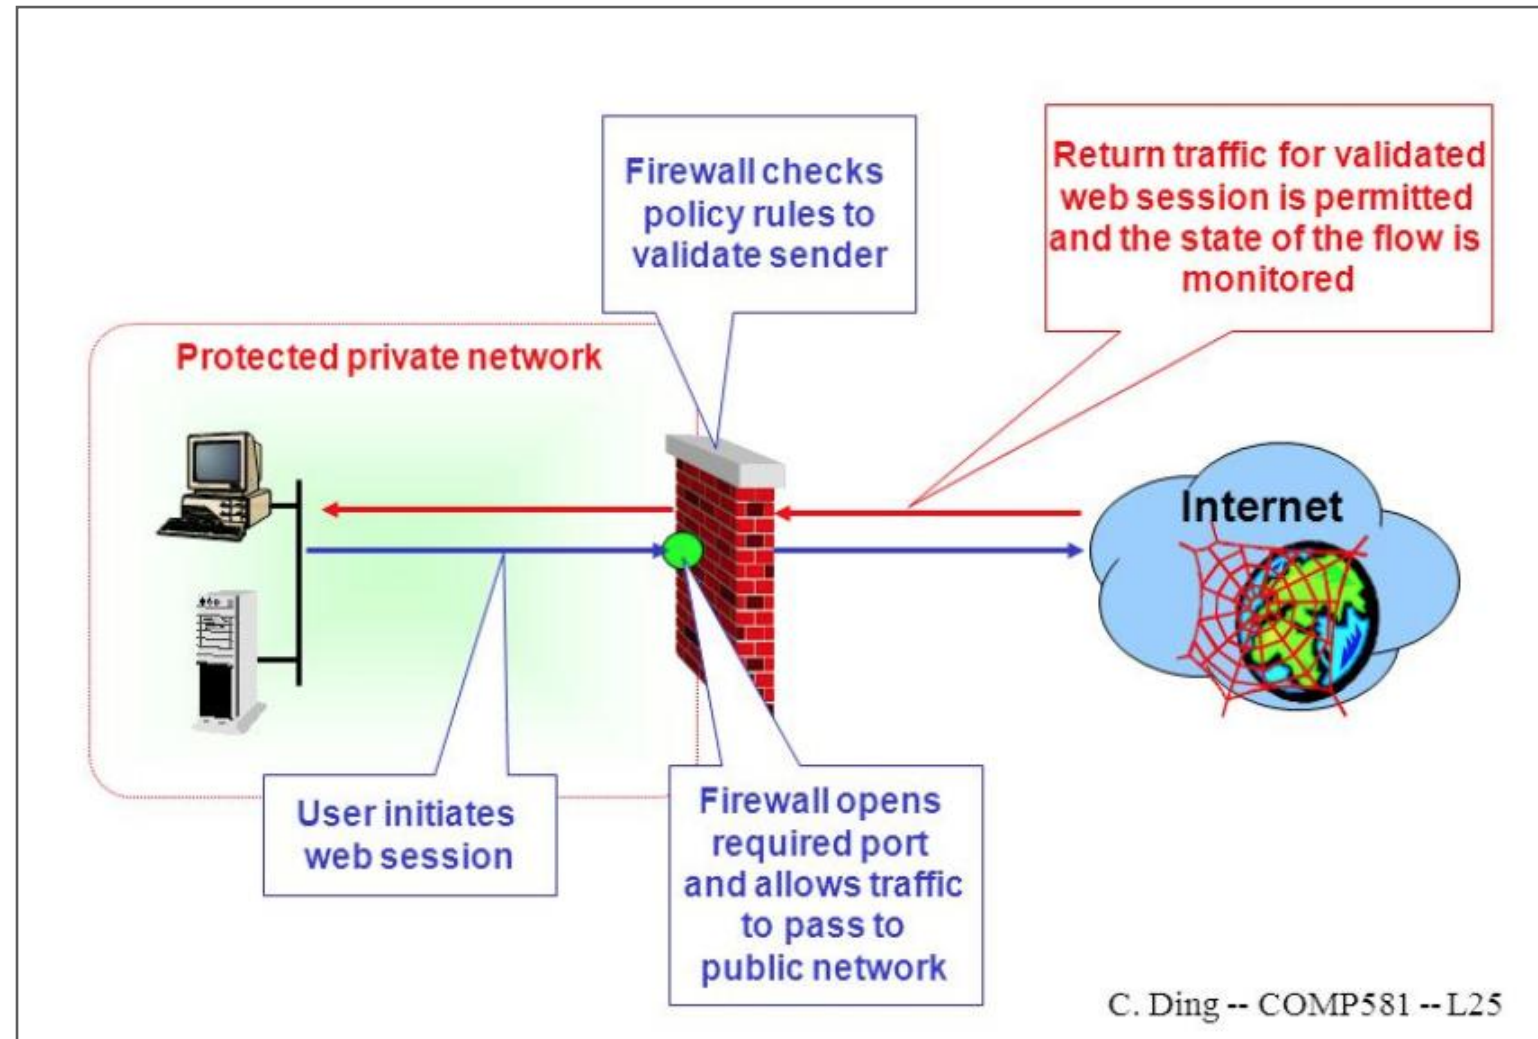 Firewall checks
policy rules to
validate sender
Return traffic for validated
web session is permitted
and the state of the flow is
monitored
Protected private network
Internet
User initiates
web session
Firewall opens
required port
and allows traffic
to pass to
public network
C. Ding -- COMP581 -- L25